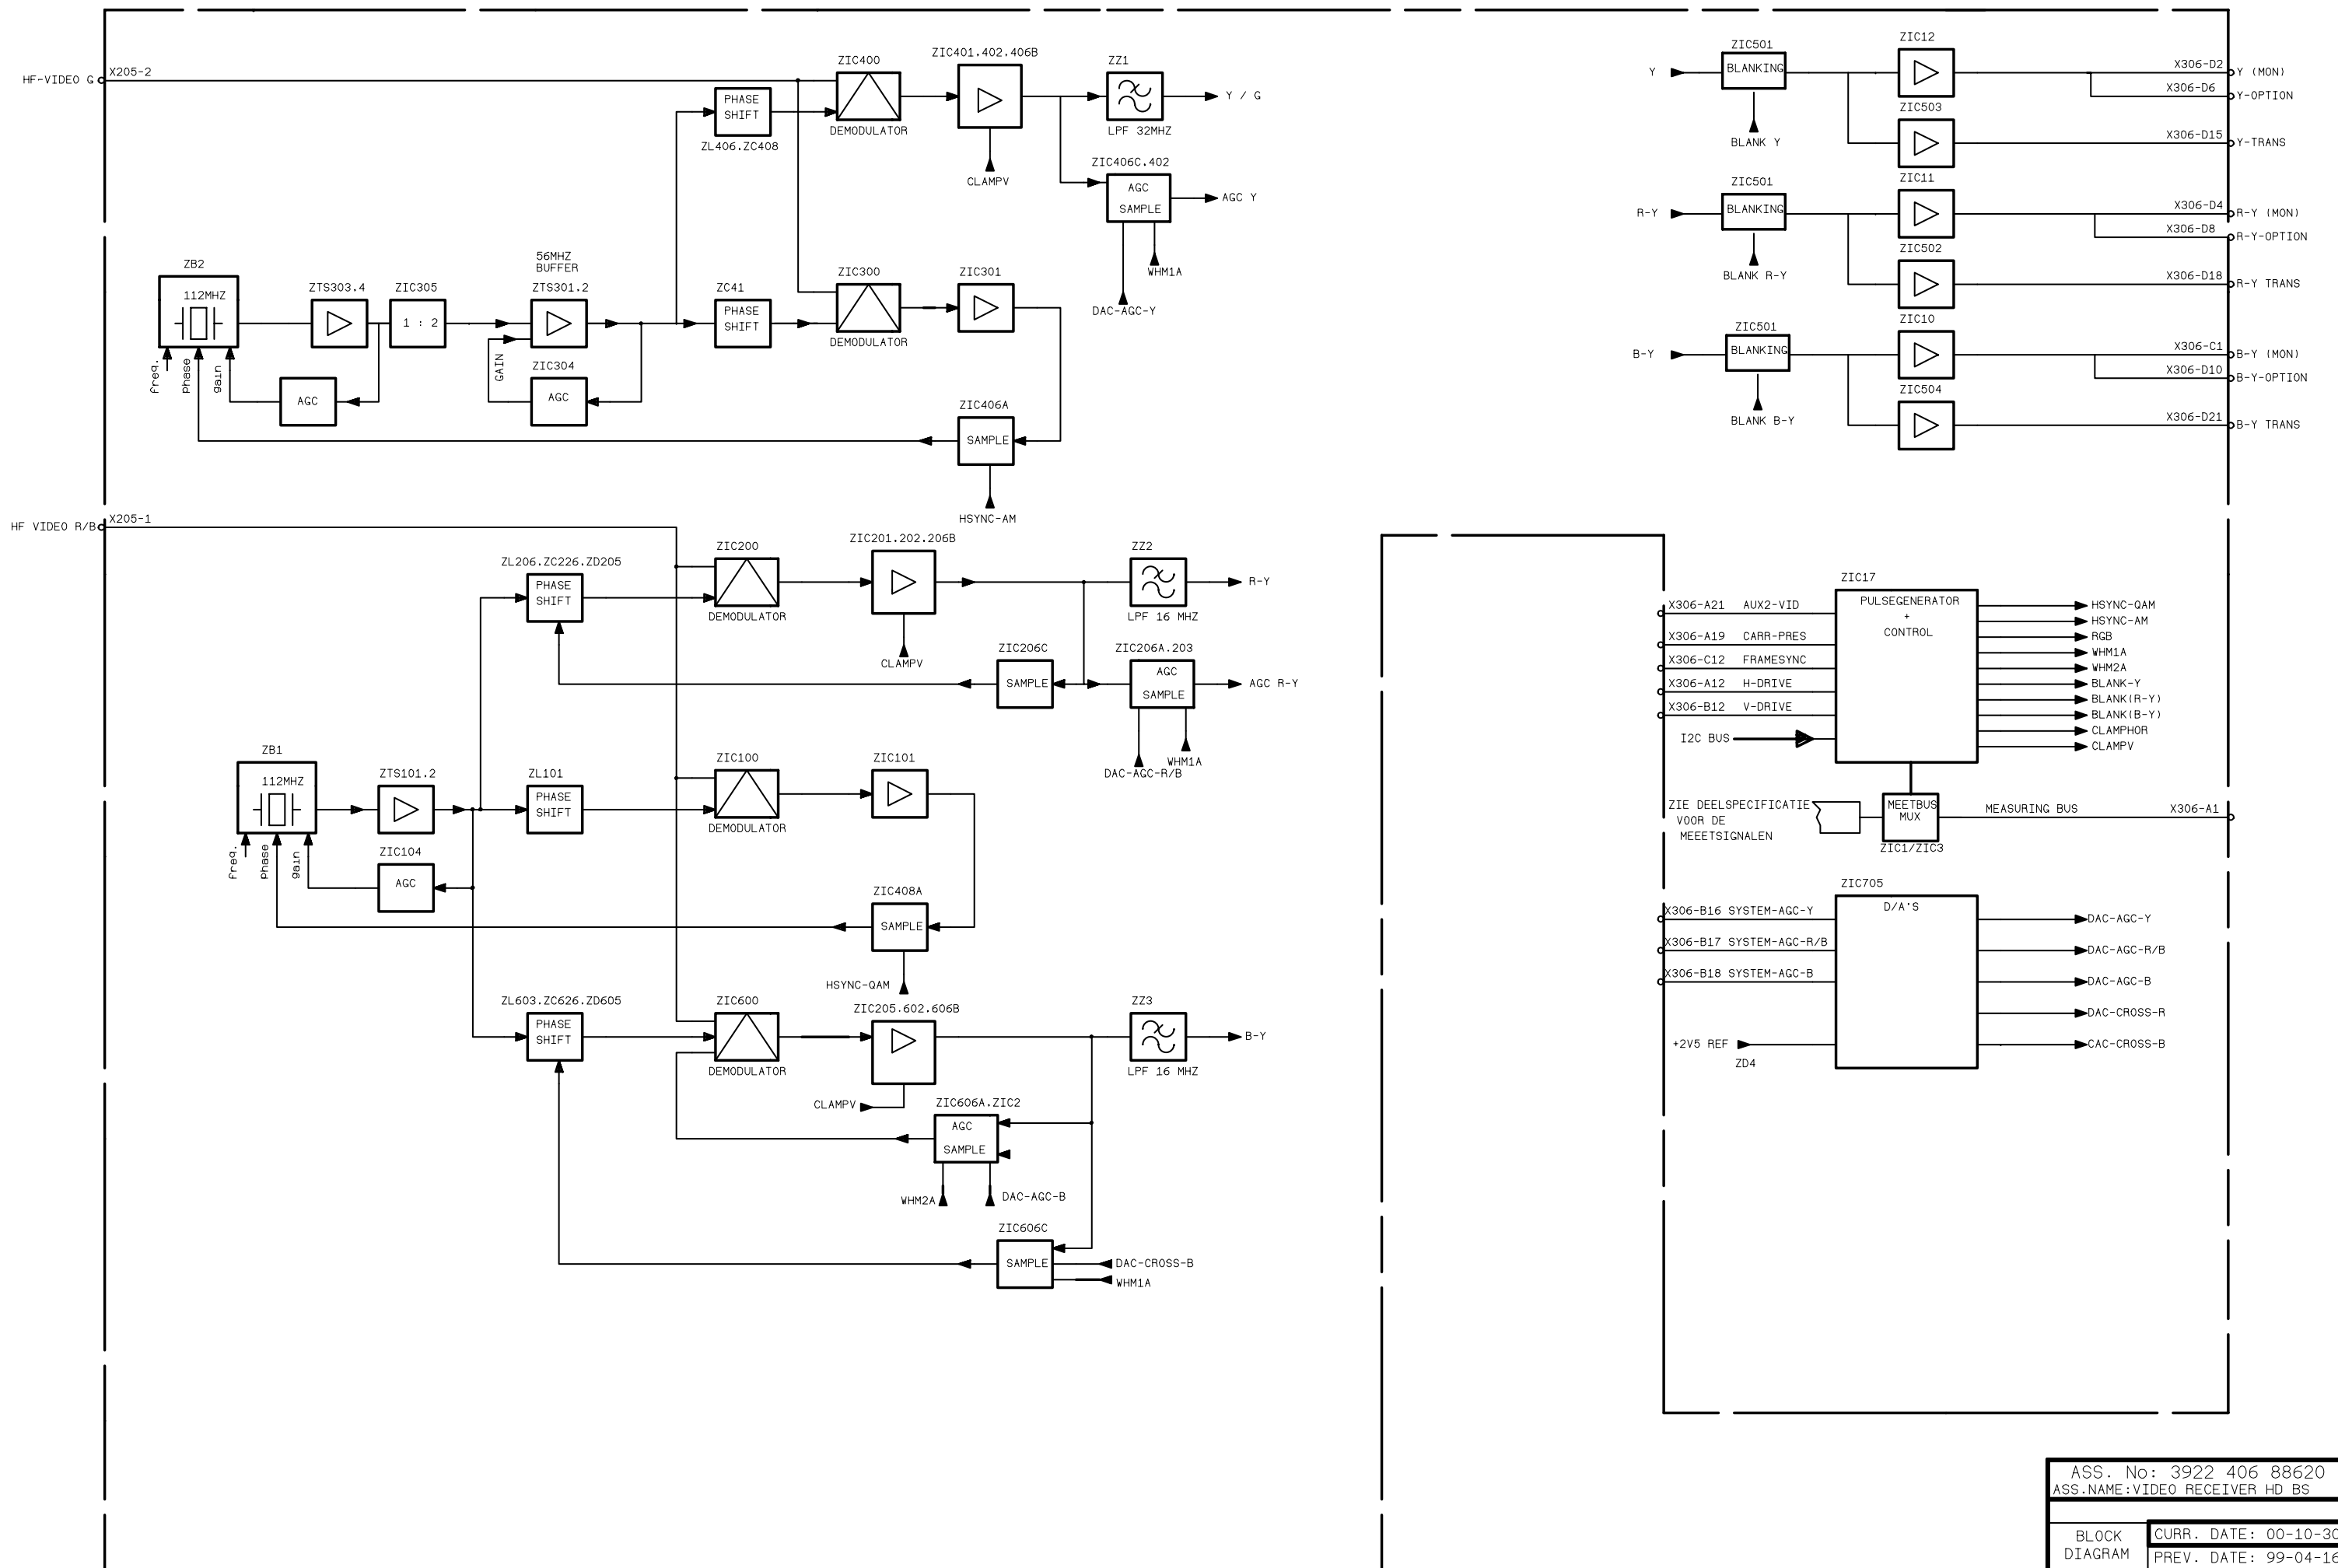 HF-VIDEO G
X205-2
ZIC400
DEMODULATOR
PHASE
SHIFT
ZL406.ZC408
ZIC401.402.406B
CLAMPV
ZZ1
LPF 32MHZ
Y / G
ZIC406C.402
AGC
SAMPLE
AGC Y
WHM1A
DAC-AGC-Y
ZB2
112MHZ
freq.
phase
gain
ZTS303.4
ZIC305
1 : 2
AGC
56MHZ
BUFFER
ZTS301.2
GAIN
ZIC304
AGC
ZC41
PHASE
SHIFT
ZIC300
DEMODULATOR
ZIC301
ZIC406A
SAMPLE
HSYNC-AM
HF VIDEO R/B
X205-1
ZL206.ZC226.ZD205
PHASE
SHIFT
ZIC200
DEMODULATOR
ZIC201.202.206B
CLAMPV
ZZ2
LPF 16 MHZ
R-Y
ZIC206C
SAMPLE
ZIC206A.203
AGC
SAMPLE
AGC R-Y
WHM1A
DAC-AGC-R/B
ZB1
112MHZ
freq.
phase
gain
ZTS101.2
ZIC104
AGC
ZL101
PHASE
SHIFT
ZIC100
DEMODULATOR
ZIC101
ZIC408A
SAMPLE
HSYNC-QAM
ZL603.ZC626.ZD605
PHASE
SHIFT
ZIC600
DEMODULATOR
ZIC205.602.606B
CLAMPV
ZZ3
LPF 16 MHZ
B-Y
ZIC606A.ZIC2
AGC
SAMPLE
WHM2A
DAC-AGC-B
ZIC606C
SAMPLE
DAC-CROSS-B
WHM1A
Y
ZIC501
BLANKING
BLANK Y
ZIC12
ZIC503
X306-D2
Y (MON)
X306-D6
Y-OPTION
X306-D15
Y-TRANS
R-Y
ZIC501
BLANKING
BLANK R-Y
ZIC11
ZIC502
X306-D4
R-Y (MON)
X306-D8
R-Y-OPTION
X306-D18
R-Y TRANS
B-Y
ZIC501
BLANKING
BLANK B-Y
ZIC10
ZIC504
X306-C1
B-Y (MON)
X306-D10
B-Y-OPTION
X306-D21
B-Y TRANS
ZIC17
PULSEGENERATOR
+
CONTROL
X306-A21 AUX2-VID
X306-A19 CARR-PRES
X306-C12 FRAMESYNC
X306-A12 H-DRIVE
X306-B12 V-DRIVE
I2C BUS
HSYNC-QAM
HSYNC-AM
RGB
WHM1A
WHM2A
BLANK-Y
BLANK(R-Y)
BLANK(B-Y)
CLAMPHOR
CLAMPV
ZIE DEELSPECIFICATIE
VOOR DE
MEEETSIGNALEN
MEETBUS
MUX
ZIC1/ZIC3
MEASURING BUS
X306-A1
ZIC705
D/A'S
X306-B16 SYSTEM-AGC-Y
X306-B17 SYSTEM-AGC-R/B
X306-B18 SYSTEM-AGC-B
+2V5 REF
ZD4
DAC-AGC-Y
DAC-AGC-R/B
DAC-AGC-B
DAC-CROSS-R
CAC-CROSS-B
ASS. No: 3922 406 88620
ASS.NAME:VIDEO RECEIVER HD BS
BLOCK
DIAGRAM
CURR. DATE: 00-10-30
PREV. DATE: 99-04-16